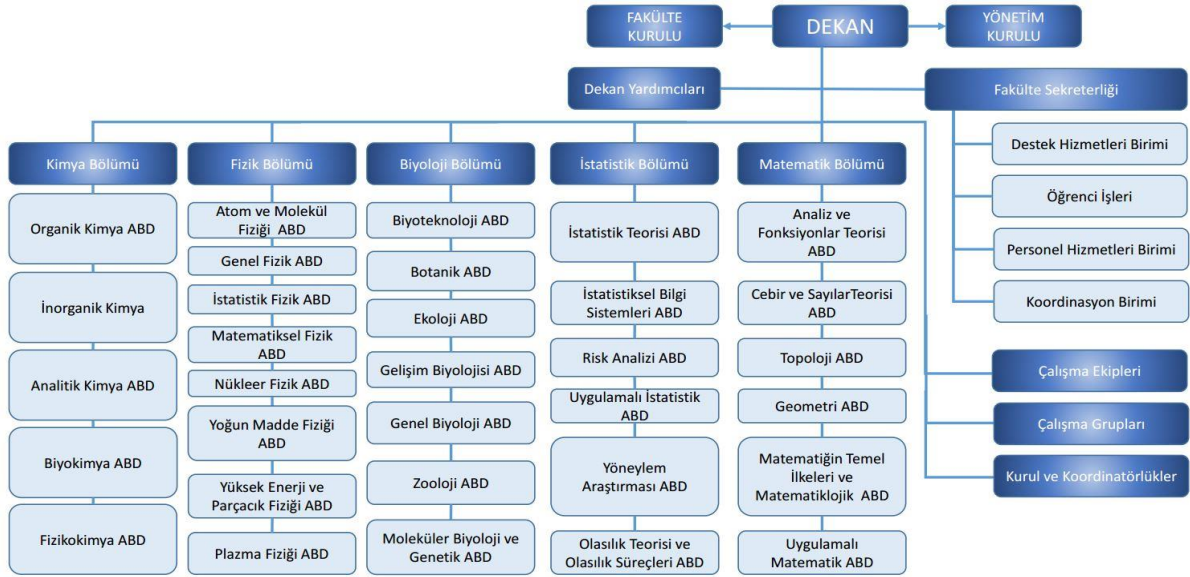 FAKÜLTE
KURULU
DEKAN
YÖNETİM
KURULU
Dekan Yardımcıları
Fakülte Sekreterliği
Destek Hizmetleri Birimi
Öğrenci İşleri
Personel Hizmetleri Birimi
Koordinasyon Birimi
Kimya Bölümü
Organik Kimya ABD
İnorganik Kimya
Analitik Kimya ABD
Biyokimya ABD
Fizikokimya ABD
Fizik Bölümü
Atom ve Molekül
Fiziği ABD
Genel Fizik ABD
İstatistik Fizik ABD
Matematiksel Fizik
ABD
Nükleer Fizik ABD
Yoğun Madde Fiziği
ABD
Yüksek Enerji ve
Parçacık Fiziği ABD
Plazma Fiziği ABD
Biyoloji Bölümü
Biyoteknoloji ABD
Botanik ABD
Ekoloji ABD
Gelişim Biyolojisi ABD
Genel Biyoloji ABD
Zooloji ABD
Moleküler Biyoloji ve
Genetik ABD
İstatistik Bölümü
İstatistik Teorisi ABD
İstatistiksel Bilgi
Sistemleri ABD
Risk Analizi ABD
Uygulamalı İstatistik
ABD
Yöneylem
Araştırması ABD
Olasılık Teorisi ve
Olasılık Süreçleri ABD
Matematik Bölümü
Analiz ve
Fonksiyonlar Teorisi
ABD
Cebir ve SayılarTeorisi
ABD
Topoloji ABD
Geometri ABD
Matematiğin Temel
İlkeleri ve
Matematiklojik ABD
Uygulamalı
Matematik ABD
Çalışma Ekipleri
Çalışma Grupları
Kurul ve Koordinatörlükler